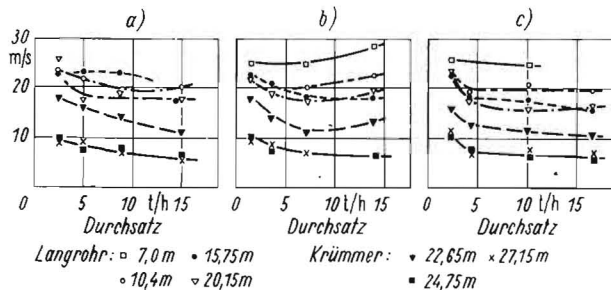 a) b) c)
30
m/s
20
10
0 5 10 t/h 15 0 5 10 t/h 15 0 5 10 t/h 15
Durchsatz Durchsatz Durchsatz
Langrohr: □ 7,0 m • 15,75 m Krümmer: ▼ 22,65 m × 27,15 m
○ 10,4 m ▽ 20,15 m ■ 24,75 m